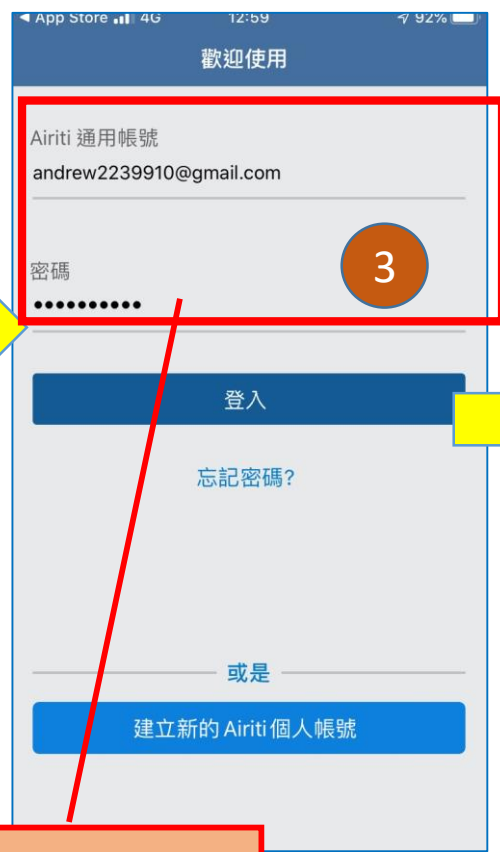 ◀ App Store 4G 12:59 92%
歡迎使用
Airiti 通用帳號
andrew2239910@gmail.com
密碼
••••••••••
3
登入
忘記密碼?
或是
建立新的 Airiti 個人帳號